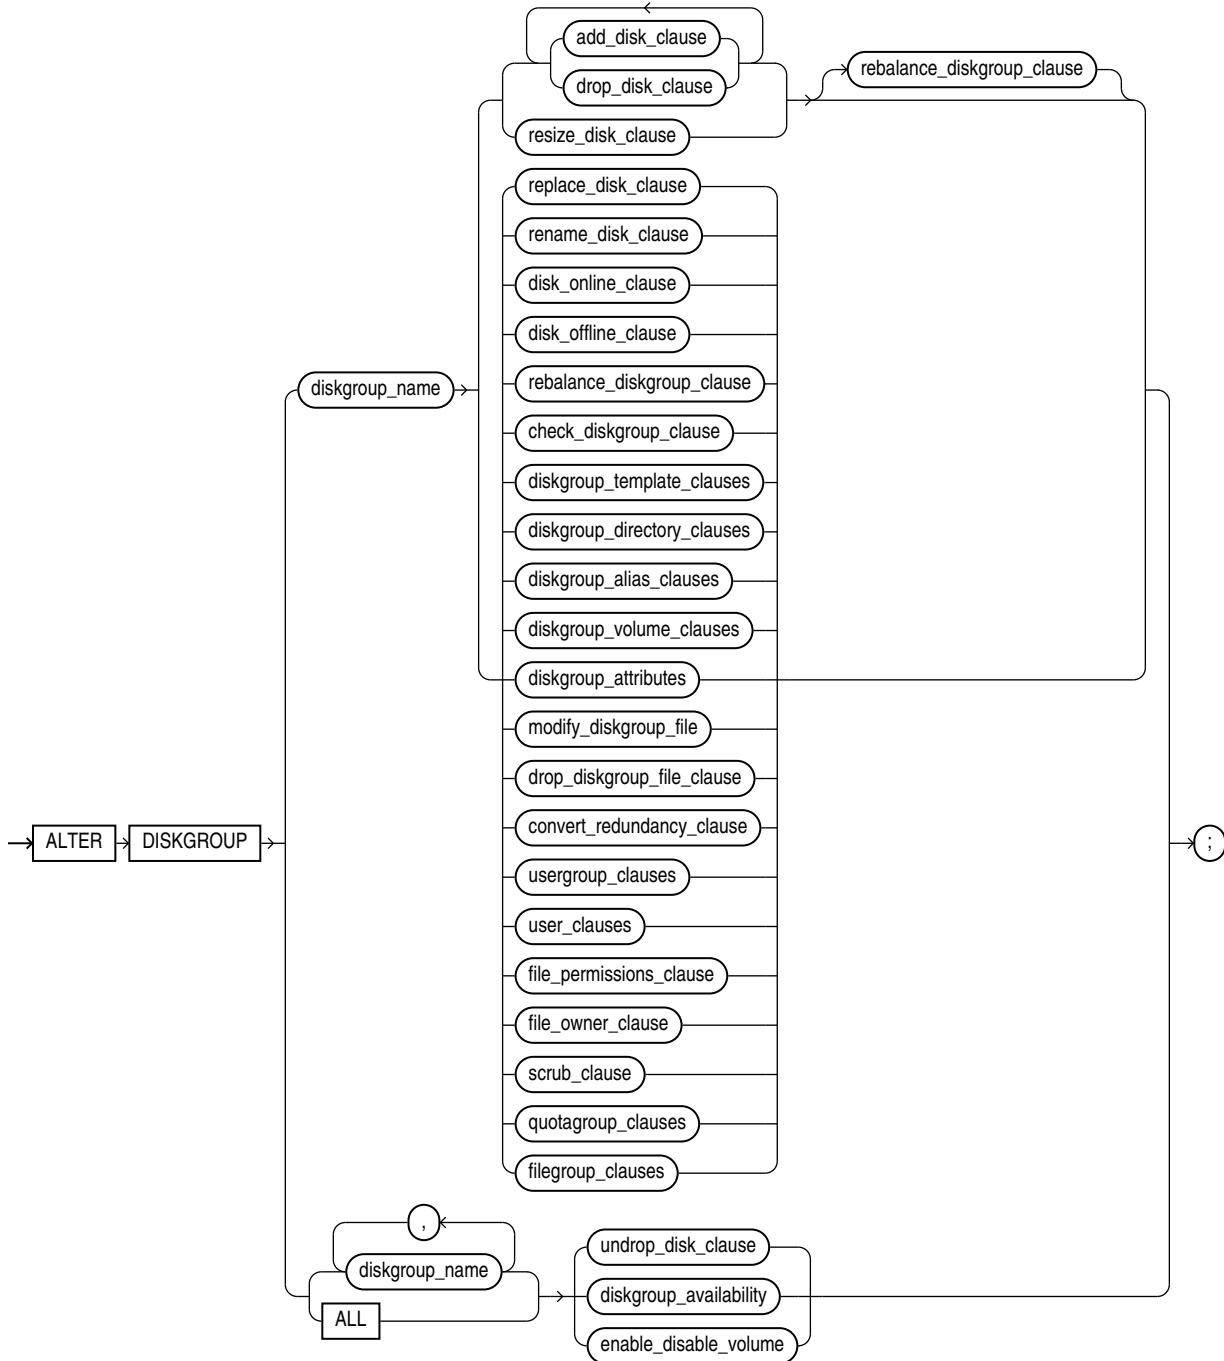 add_disk_clause
drop_disk_clause
rebalance_diskgroup_clause
resize_disk_clause
replace_disk_clause
rename_disk_clause
disk_online_clause
disk_offline_clause
diskgroup_name
rebalance_diskgroup_clause
check_diskgroup_clause
diskgroup_template_clauses
diskgroup_directory_clauses
diskgroup_alias_clauses
diskgroup_volume_clauses
diskgroup_attributes
modify_diskgroup_file
drop_diskgroup_file_clause
convert_redundancy_clause
ALTER DISKGROUP ;
usergroup_clauses
user_clauses
file_permissions_clause
file_owner_clause
scrub_clause
quotagroup_clauses
filegroup_clauses
,
diskgroup_name
ALL
undrop_disk_clause
diskgroup_availability
enable_disable_volume